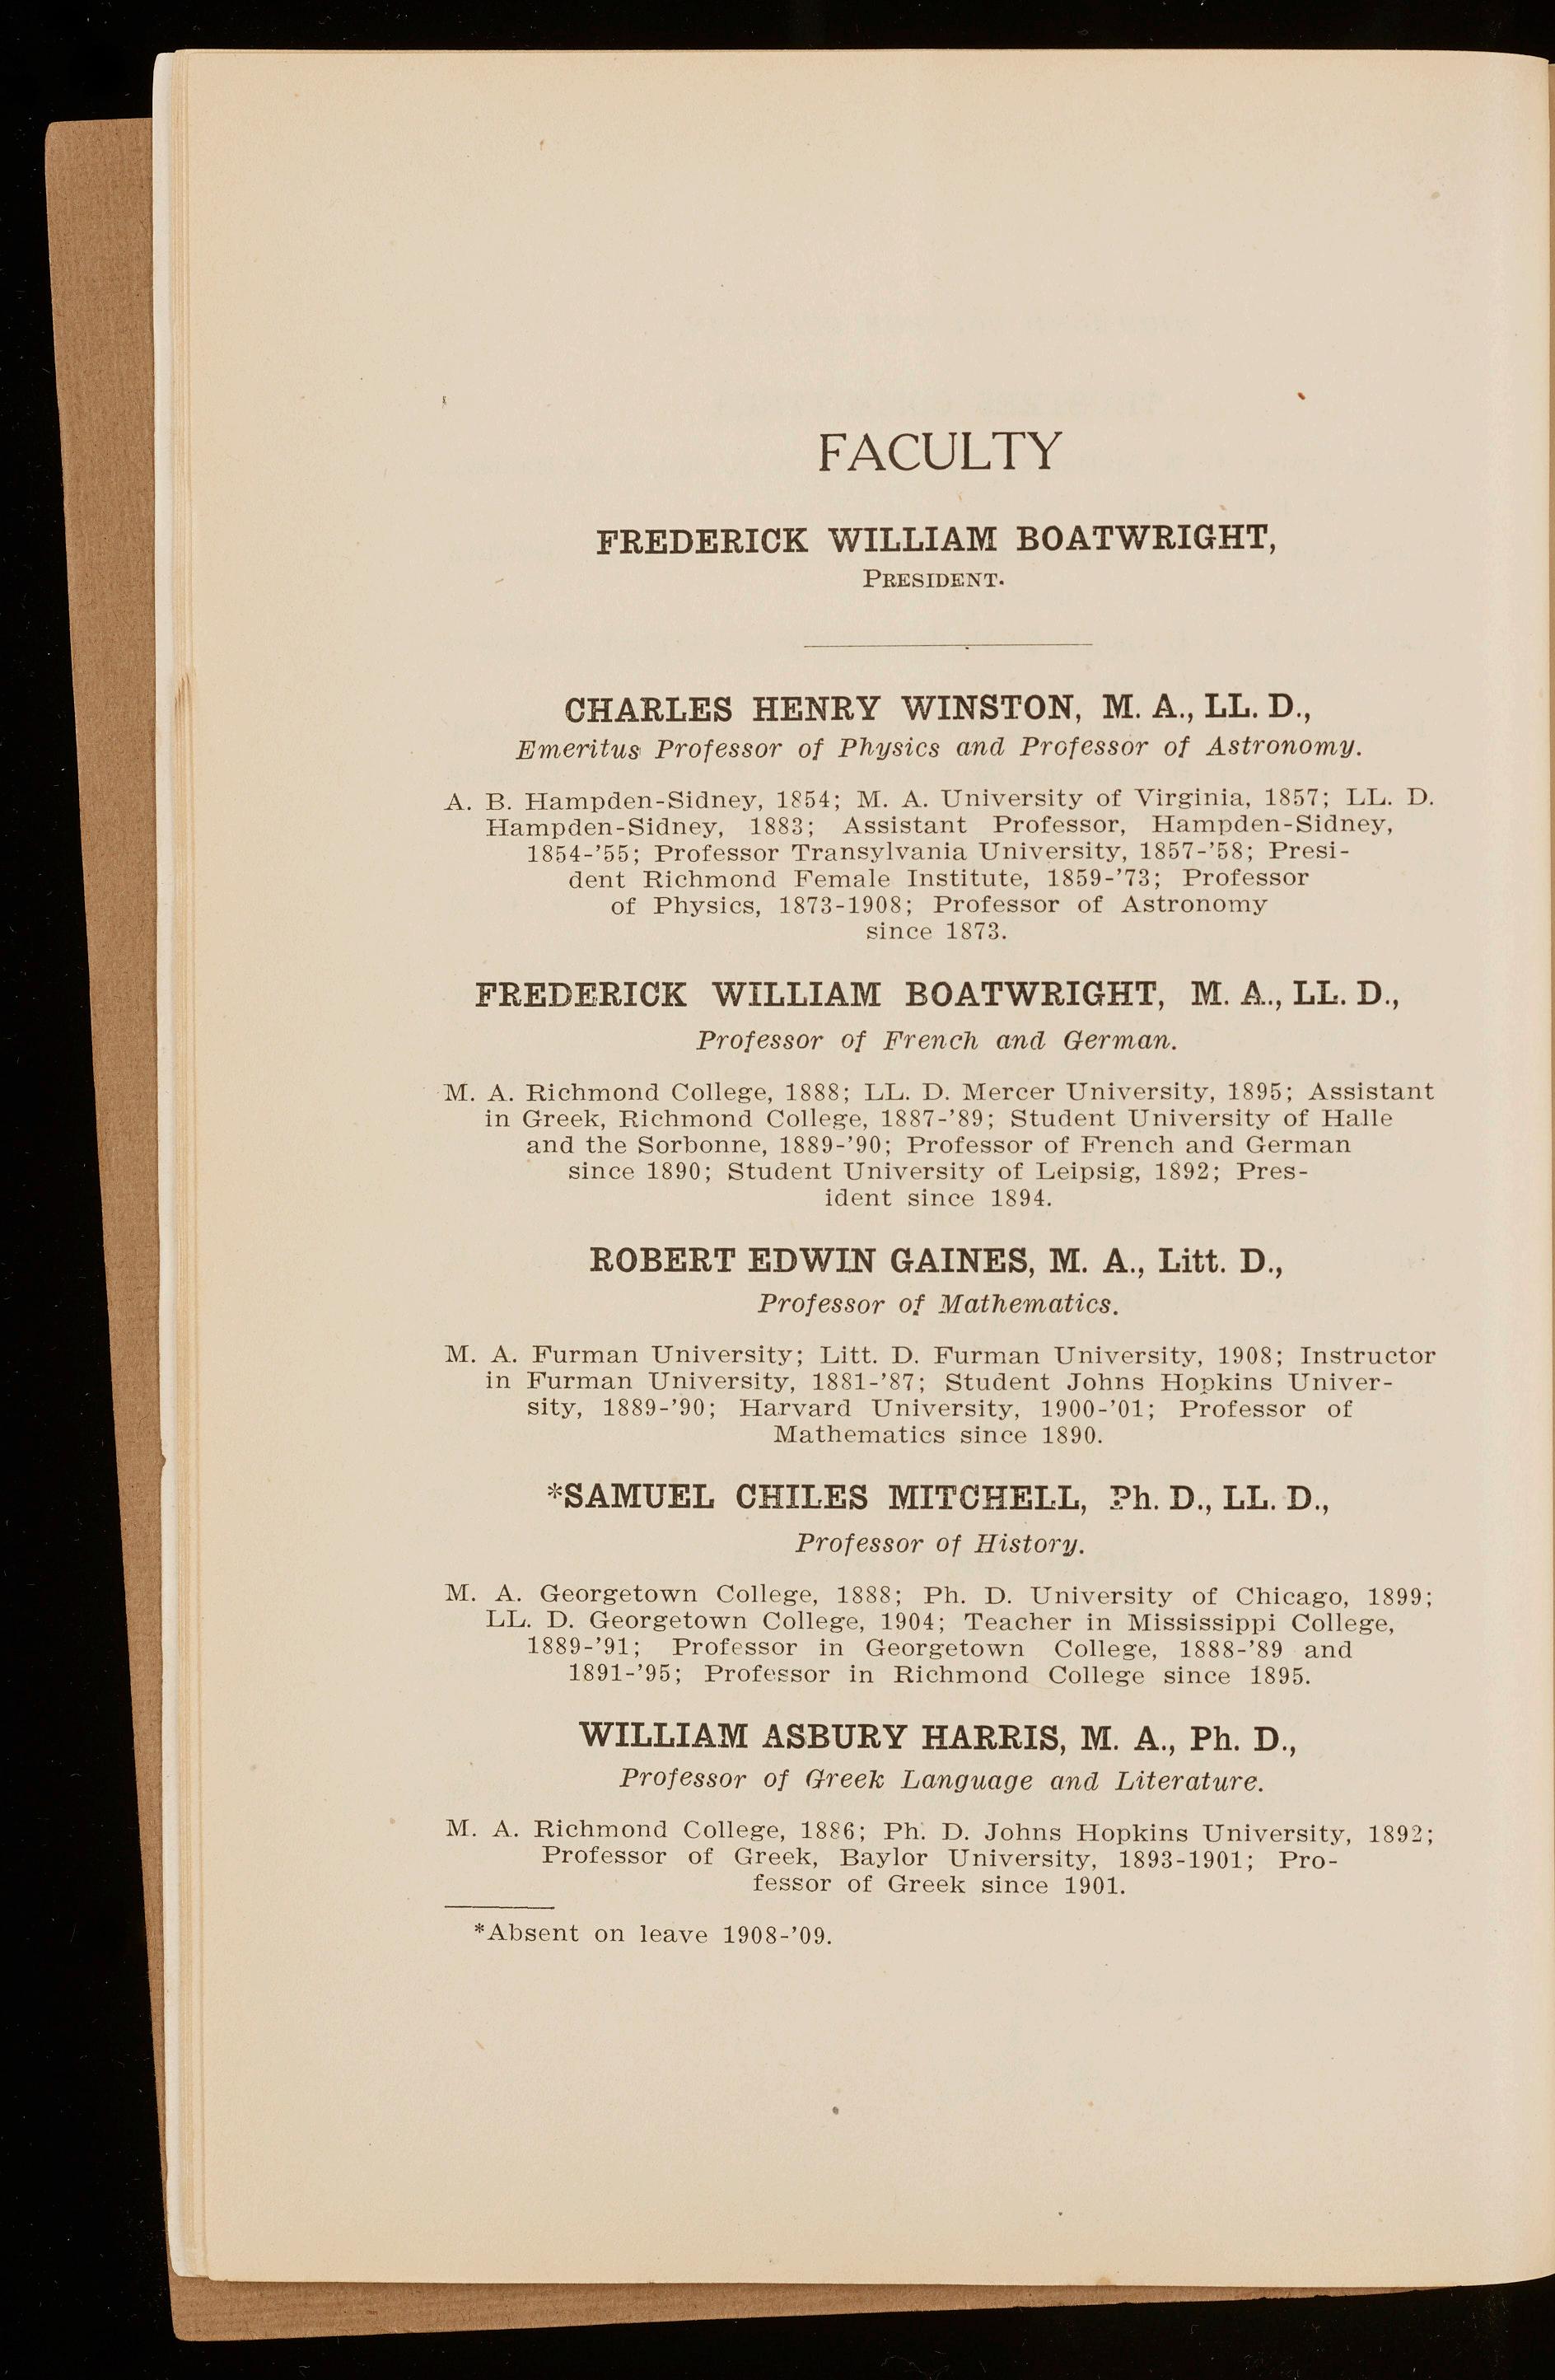 FACULTY
FREDERICK WILLIAM BOATWRIGHT,
PRESIDENT.
CHARLES HENRY WINSTON, M. A., LL. D.,
Emeritus Professor of Physics and Professor of Astronomy.
A. B. Hampden-Sidney, 1854; M. A. University of Virginia, 1857; LL. D.
Hampden-Sidney, 1883; Assistant Professor, Hampden-Sidney,
1854-'55; Professor Transylvania University, 1857-'58; Presi-
dent Richmond Female Institute, 1859-'73; Professor
of Physics, 1873-1908; Professor of Astronomy
since 1873.
FREDERICK WILLIAM BOATWRIGHT, M. A., LL. D.,
Professor of French and German.
M. A. Richmond College, 1888; LL. D. Mercer University, 1895; Assistant
in Greek, Richmond College, 1887-'89; Student University of Halle
and the Sorbonne, 1889-'90; Professor of French and German
since 1890; Student University of Leipsig, 1892; Pres-
ident since 1894.
ROBERT EDWIN GAINES, M. A., Litt. D.,
Professor of Mathematics.
M. A. Furman University; Litt. D. Furman University, 1908; Instructor
in Furman University, 1881-'87; Student Johns Hopkins Univer-
sity, 1889-'90; Harvard University, 1900-'01; Professor of
Mathematics since 1890.
*SAMUEL CHILES MITCHELL, Ph. D., LL. D.,
Professor of History.
M. A. Georgetown College, 1888; Ph. D. University of Chicago, 1899;
LL. D. Georgetown College, 1904; Teacher in Mississippi College,
1889-'91; Professor in Georgetown College, 1888-'89 and
1891-'95; Professor in Richmond College since 1895.
WILLIAM ASBURY HARRIS, M. A., Ph. D.,
Professor of Greek Language and Literature.
M. A. Richmond College, 1886; Ph. D. Johns Hopkins University, 1892;
Professor of Greek, Baylor University, 1893-1901; Pro-
fessor of Greek since 1901.
*Absent on leave 1908-'09.